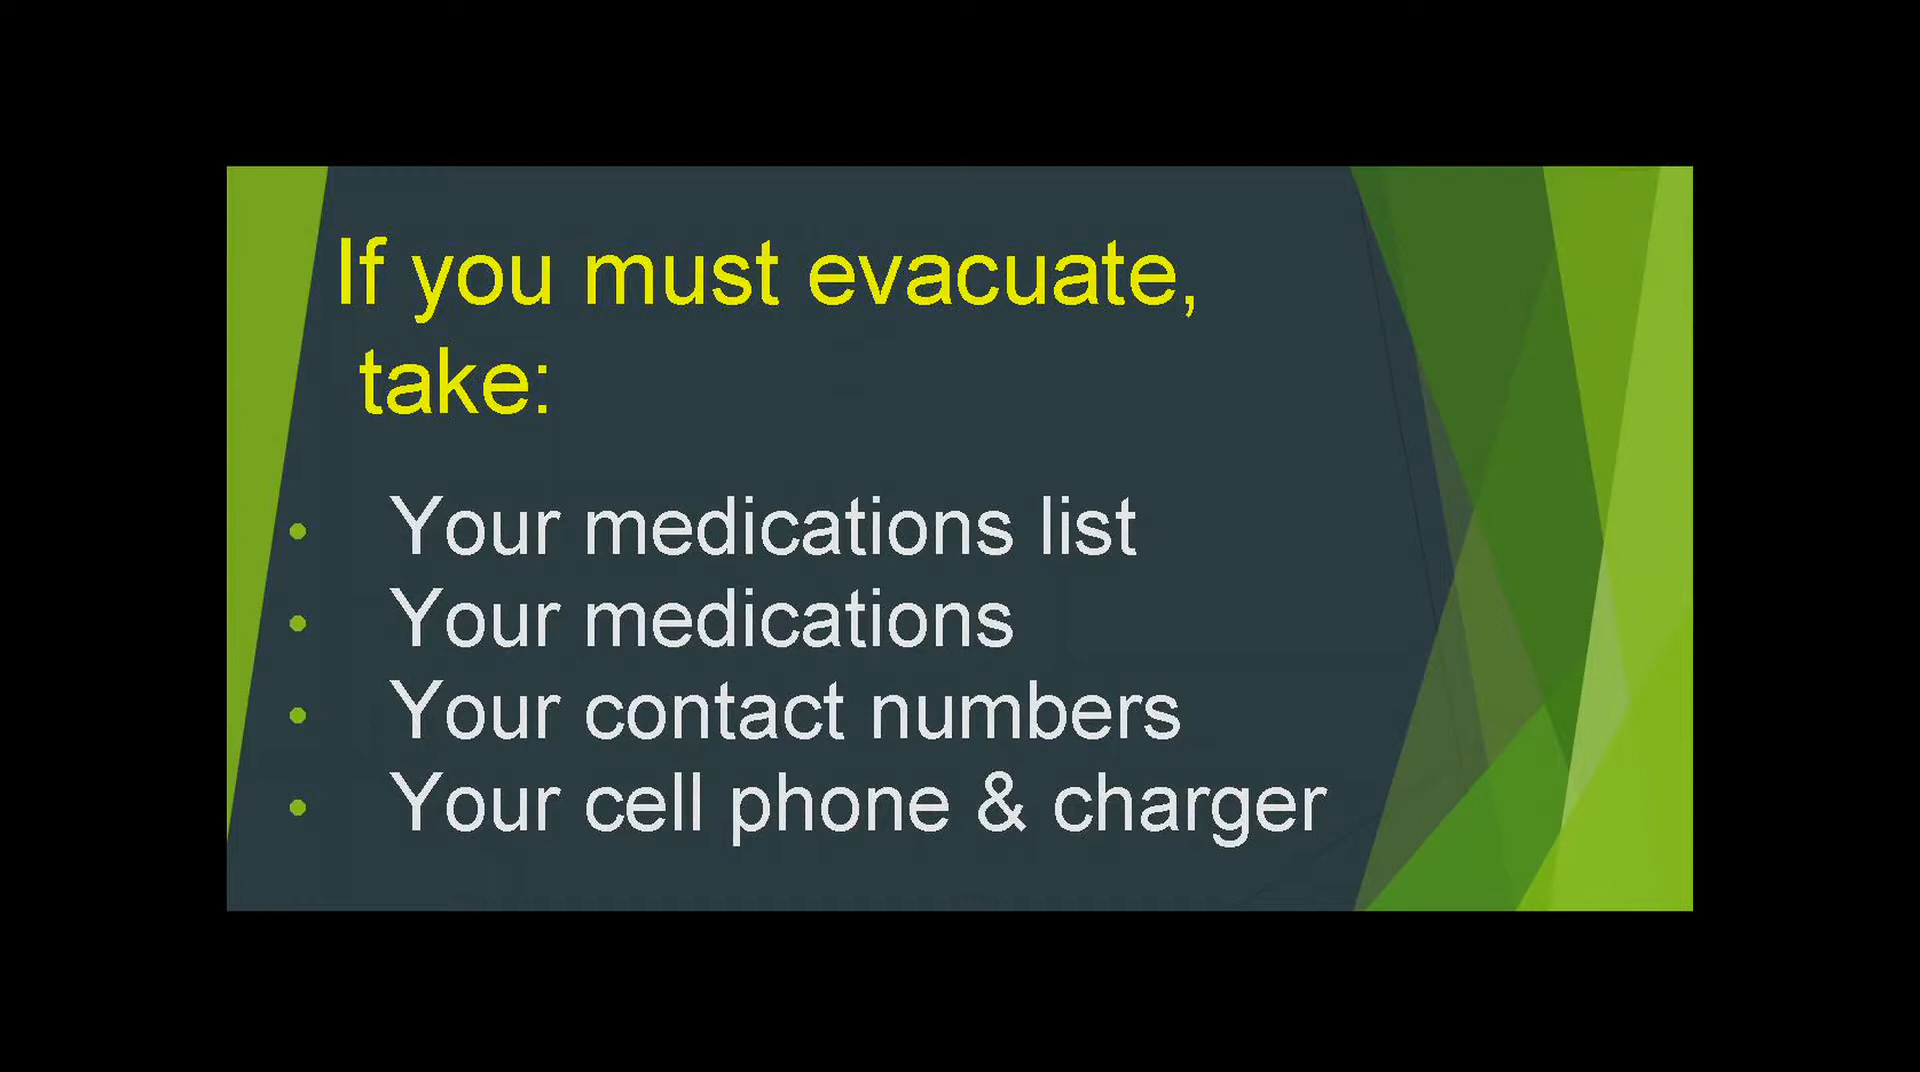 If you must evacuate,
take:
• Your medications list
• Your medications
• Your contact numbers
• Your cell phone & charger